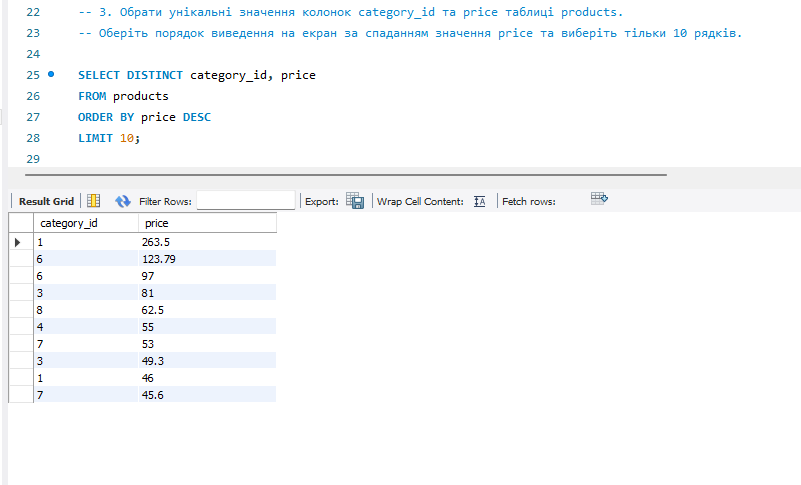 22 -- 3. Обрати унікальні значення колонок category_id та price таблиці products.
23 -- Оберіть порядок виведення на екран за спаданням значення price та виберіть тільки 10 рядків.
24
25 SELECT DISTINCT category_id, price
26 FROM products
27 ORDER BY price DESC
28 LIMIT 10;
29
Result Grid Filter Rows: Export: Wrap Cell Content: Fetch rows:
category_id price
1 263.5
6 123.79
6 97
3 81
8 62.5
4 55
7 53
3 49.3
1 46
7 45.6